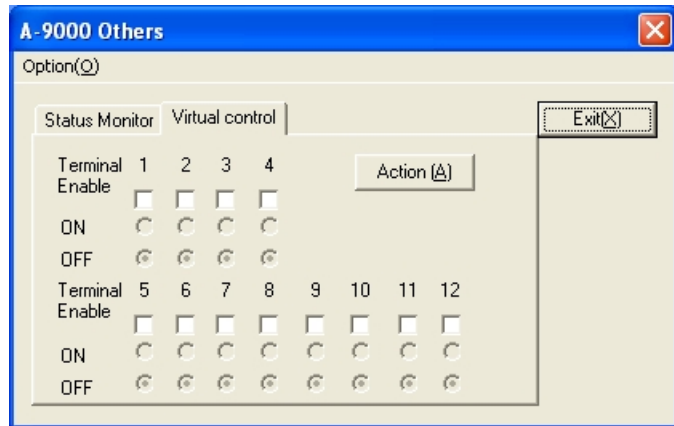 A-9000 Others
Option(O)
Status Monitor Virtual control Exit(X)
Terminal 1 2 3 4 Action (A)
Enable
ON
OFF
Terminal 5 6 7 8 9 10 11 12
Enable
ON
OFF